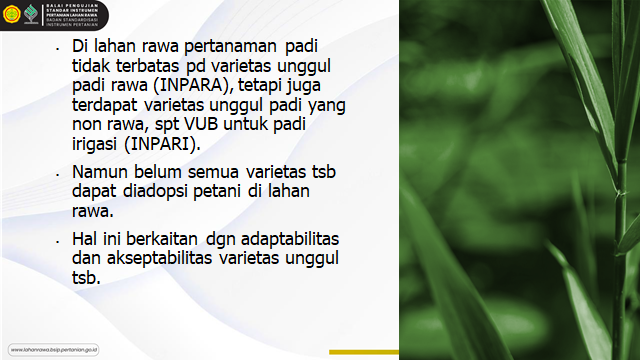 BALAI PENGUJIAN
STANDAR INSTRUMEN
PERTANIAN LAHAN RAWA
BADAN STANDARDISASI
INSTRUMEN PERTANIAN
• Di lahan rawa pertanaman padi
tidak terbatas pd varietas unggul
padi rawa (INPARA), tetapi juga
terdapat varietas unggul padi yang
non rawa, spt VUB untuk padi
irigasi (INPARI).
• Namun belum semua varietas tsb
dapat diadopsi petani di lahan
rawa.
• Hal ini berkaitan dgn adaptabilitas
dan akseptabilitas varietas unggul
tsb.
www.lahanrawa.bsip.pertanian.go.id